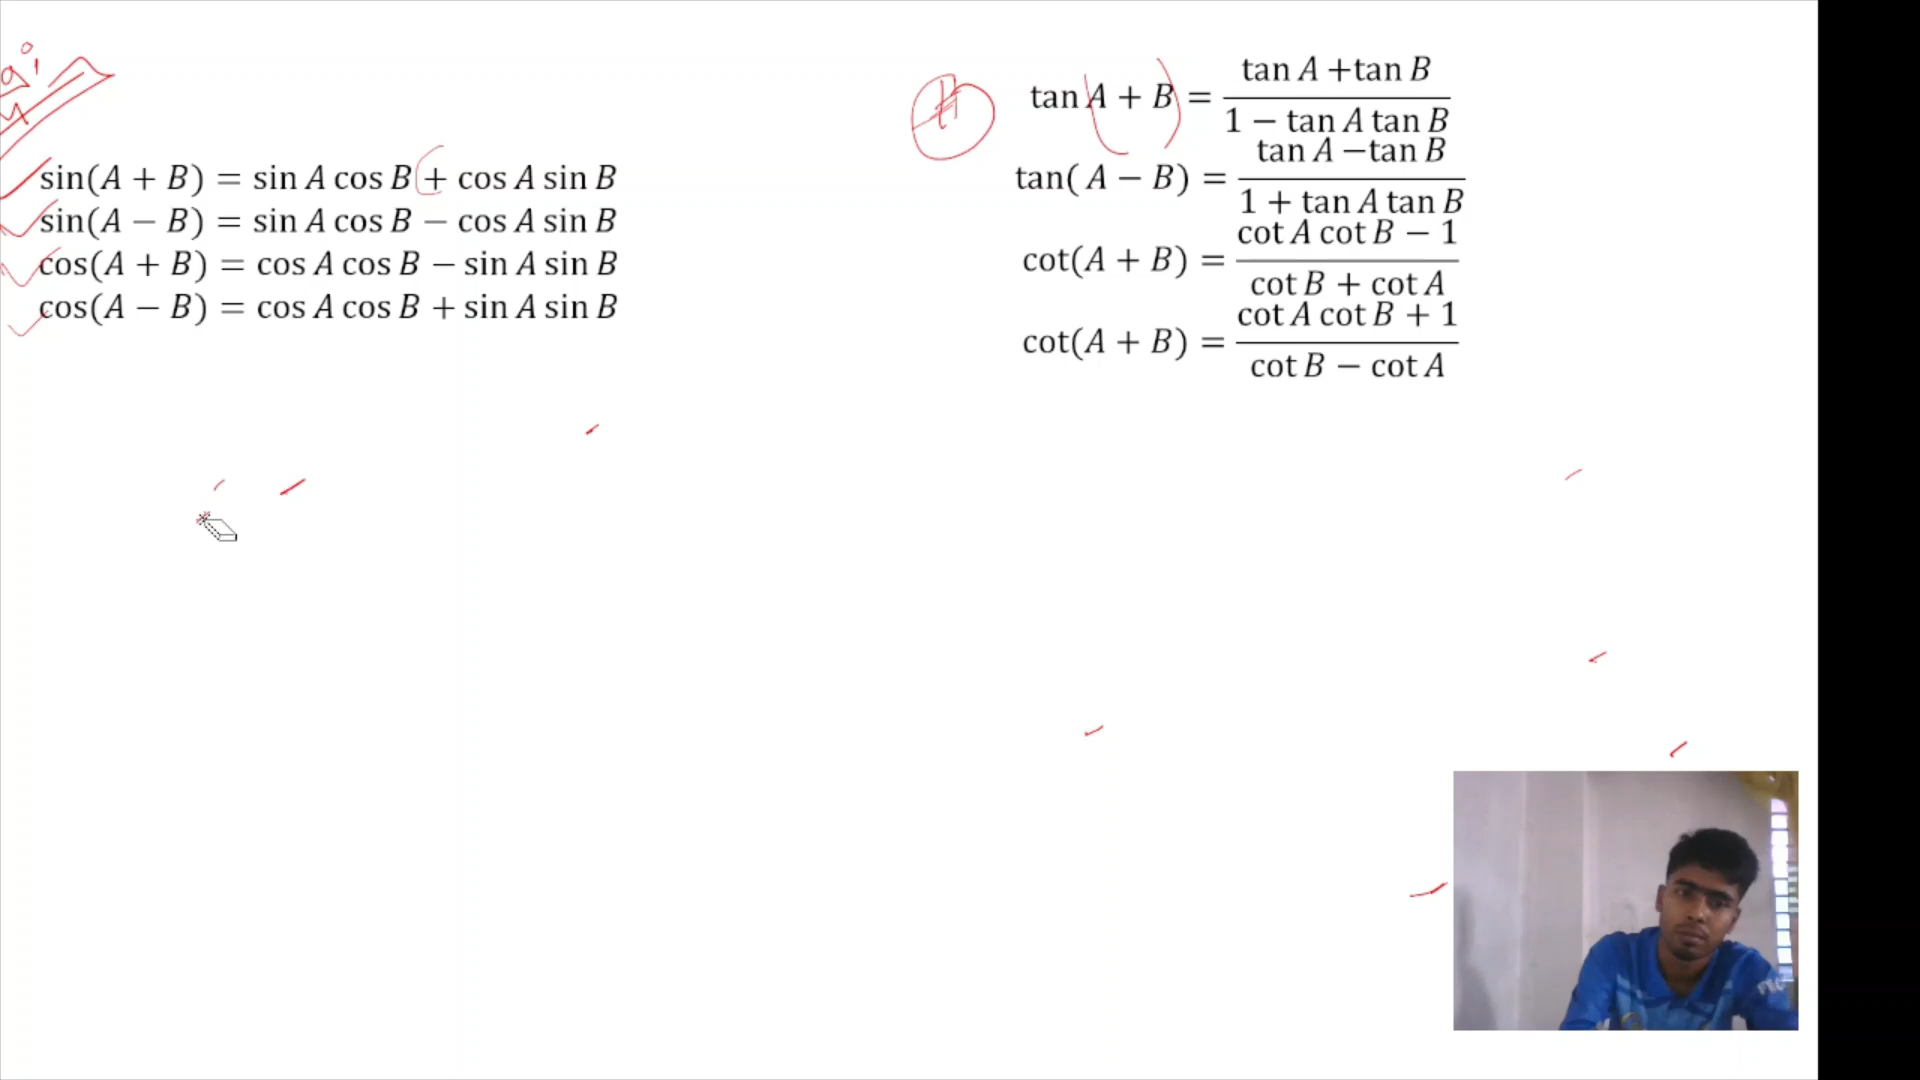 sin(A + B) = sin A cos B + cos A sin B
sin(A − B) = sin A cos B − cos A sin B
cos(A + B) = cos A cos B − sin A sin B
cos(A − B) = cos A cos B + sin A sin B
tan(A + B) = (tan A +tan B)/(1 − tan A tan B)
tan( A − B) = (tan A −tan B)/(1 + tan A tan B)
cot(A + B) = (cot A cot B − 1)/(cot B + cot A)
cot(A + B) = (cot A cot B + 1)/(cot B − cot A)